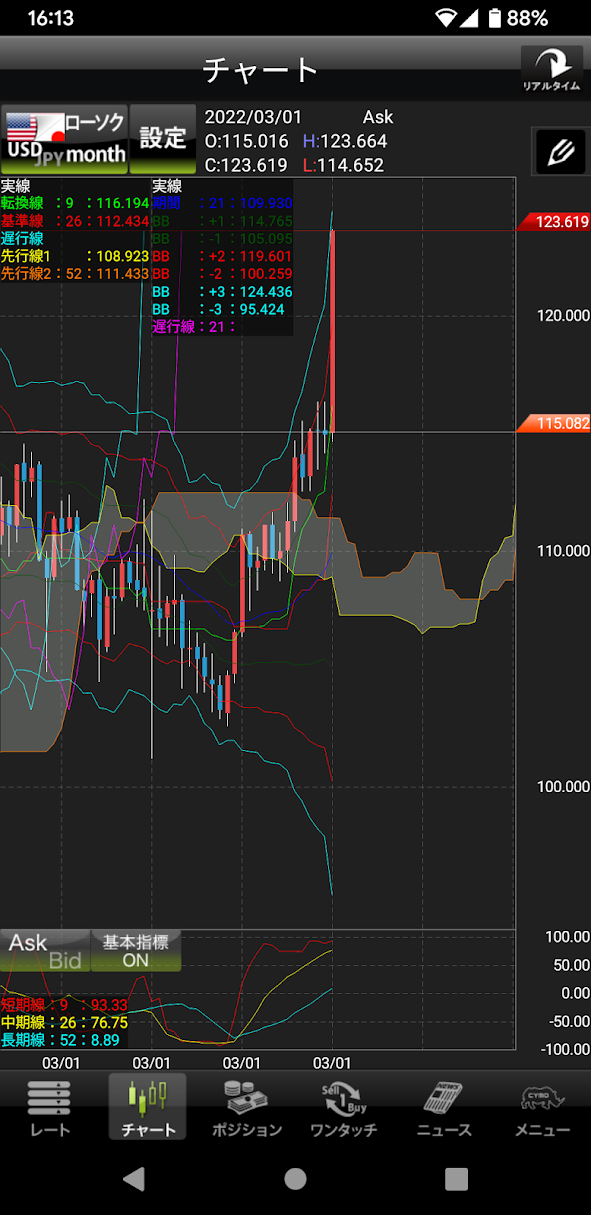 16:13
88%
チャート
リアルタイム
USD
JPY
ローソク
month
設定
2022/03/01 Ask
O:115.016 H:123.664
C:123.619 L:114.652
実線
転換線 : 9 : 116.194
基準線 : 26 : 112.434
遅行線
先行線1 : 108.923
先行線2 : 52 : 111.433
実線
期間 : 21 : 109.930
BB : +1 : 114.765
BB : -1 : 105.095
BB : +2 : 119.601
BB : -2 : 100.259
BB : +3 : 124.436
BB : -3 : 95.424
遅行線 : 21 :
123.619
120.000
115.082
110.000
100.000
Ask
Bid
基本指標
ON
短期線 : 9 : 93.33
中期線 : 26 : 76.75
長期線 : 52 : 8.89
100.00
50.00
0.00
-50.00
-100.00
03/01 03/01 03/01 03/01
Sell
1
Buy
NEWS
CYMO
レート チャート ポジション ワンタッチ ニュース メニュー